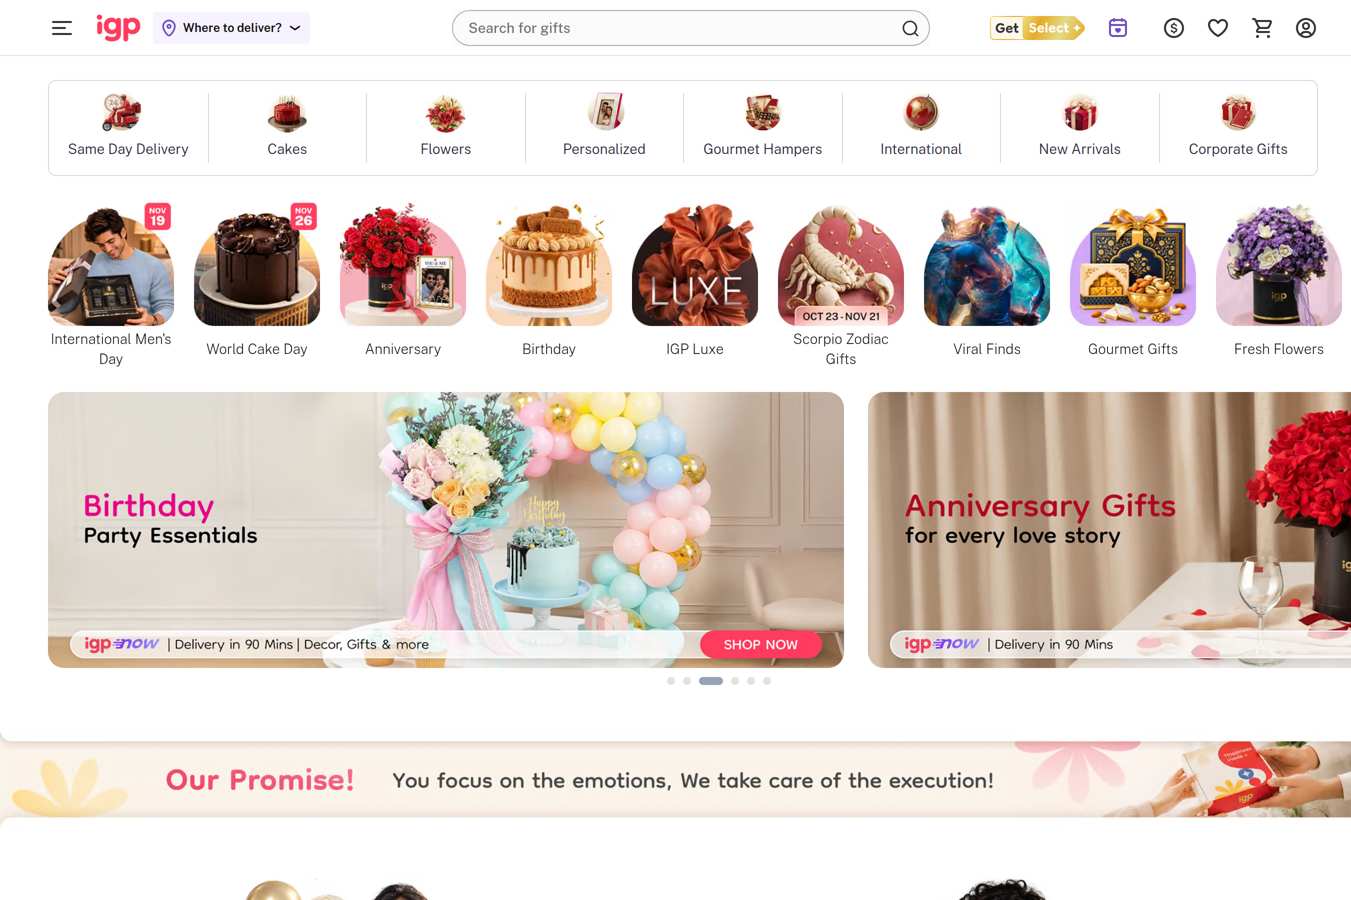 igp
Where to deliver?
Search for gifts
Get Select +
Same Day Delivery
Cakes
Flowers
Personalized
Gourmet Hampers
International
New Arrivals
Corporate Gifts
NOV
19
International Men's
Day
NOV
26
World Cake Day
Anniversary
Birthday
LUXE
IGP Luxe
OCT 23 - NOV 21
Scorpio Zodiac
Gifts
Viral Finds
Gourmet Gifts
igp
Fresh Flowers
Birthday
Party Essentials
Happy
Birthday
igp now | Delivery in 90 Mins | Decor, Gifts & more
SHOP NOW
Anniversary Gifts
for every love story
igp now | Delivery in 90 Mins
Our Promise!
You focus on the emotions, We take care of the execution!
igp